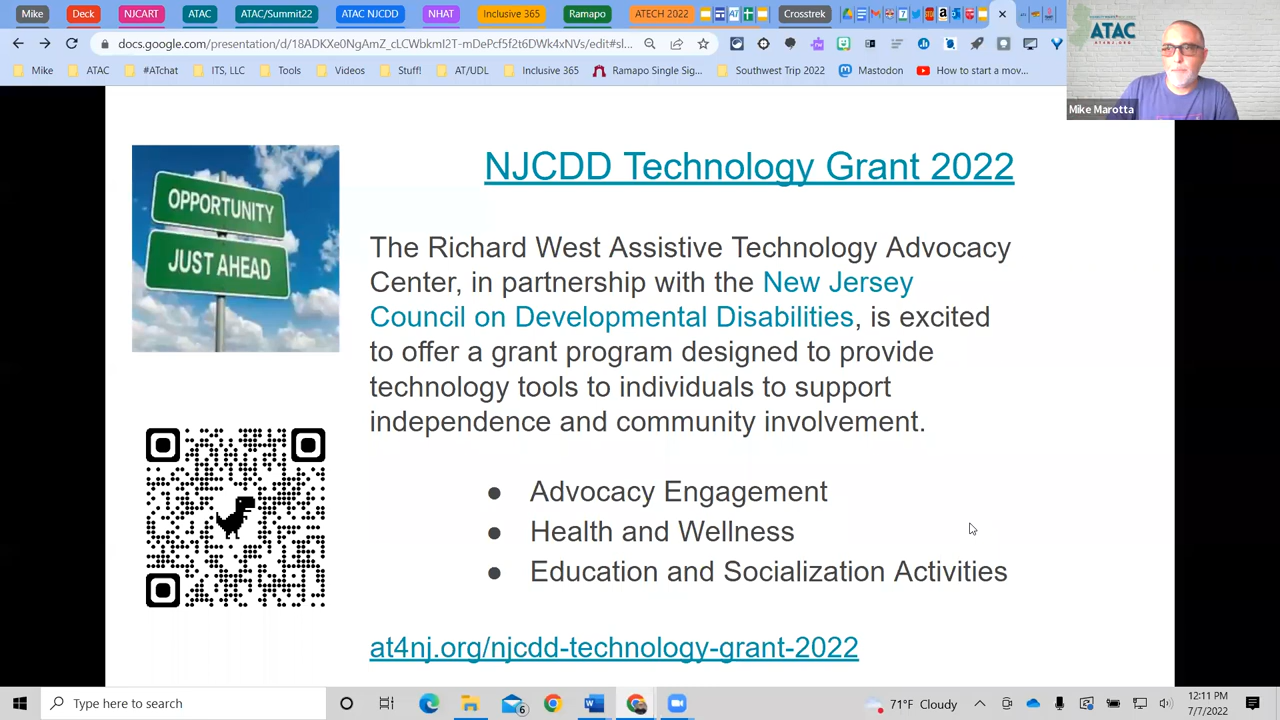 Mike Deck NJCART ATAC ATAC/Summit22 ATAC NJCDD NHAT Inclusive 365 Ramapo ATECH 2022 Crosstrek
docs.google.com/presentation/d/18ADKXe0NgAmZ_
mDePcf5f2t6DWk4xNVs/edit#sl...
Mike ATAC #ATchat ITS, LLC Tools Videos Inclusive 365 Ramapo Single Sig... Southwest Trip 2022 Mastodon How to record a mov...
ATAC
AT4NJ.ORG
Mike Marotta
OPPORTUNITY
JUST AHEAD
NJCDD Technology Grant 2022
The Richard West Assistive Technology Advocacy
Center, in partnership with the New Jersey
Council on Developmental Disabilities, is excited
to offer a grant program designed to provide
technology tools to individuals to support
independence and community involvement.
● Advocacy Engagement
● Health and Wellness
● Education and Socialization Activities
at4nj.org/njcdd-technology-grant-2022
Type here to search
6
71°F Cloudy
12:11 PM
7/7/2022